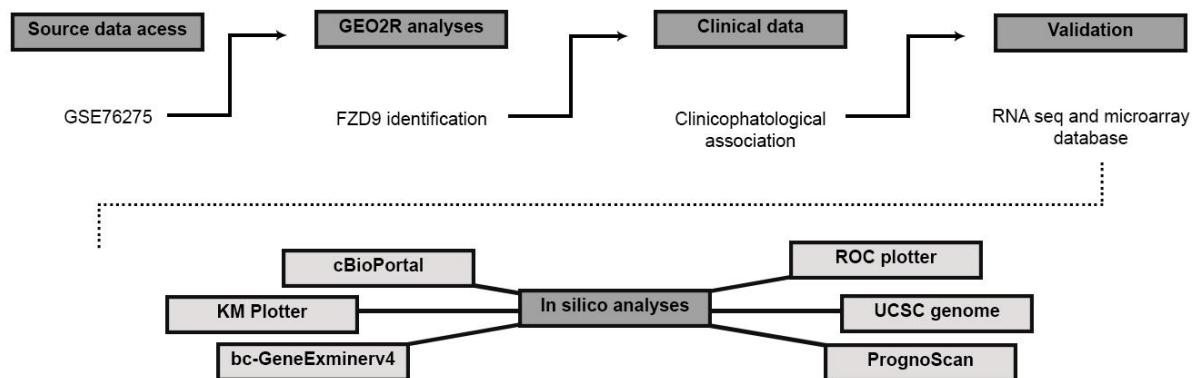 Source data acess
GEO2R analyses
Clinical data
Validation
GSE76275
FZD9 identification
Clinicophatological
association
RNA seq and microarray
database
cBioPortal
ROC plotter
KM Plotter
In silico analyses
UCSC genome
bc-GeneExminerv4
PrognoScan